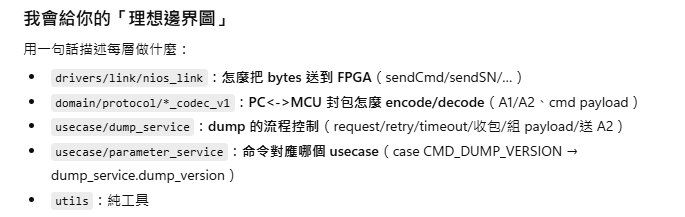 我會給你的「理想邊界圖」
用一句話描述每層做什麼：
• drivers/link/nios_link：怎麼把 bytes 送到 FPGA（sendCmd/sendSN/...）
• domain/protocol/*_codec_v1：PC<->MCU 封包怎麼 encode/decode（A1/A2、cmd payload）
• usecase/dump_service：dump 的流程控制（request/retry/timeout/收包/組 payload/送 A2）
• usecase/parameter_service：命令對應哪個 usecase（case CMD_DUMP_VERSION →
dump_service.dump_version）
• utils：純工具